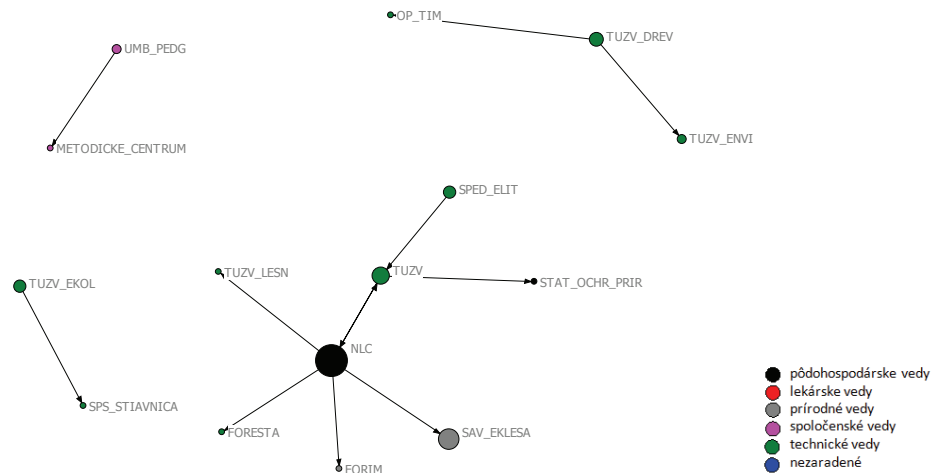 OP_TIM
TUZV_DREV
UMB_PEDG
TUZV_ENVI
METODICKE_CENTRUM
SPED_ELIT
TUZV_LESN
TUZV
STAT_OCHR_PRIR
TUZV_EKOL
NLC
pôdohospodárske vedy
lekárske vedy
prírodné vedy
spoločenské vedy
technické vedy
nezaradené
SPS_STIAVNICA
FORESTA
SAV_EKLESA
FORIM